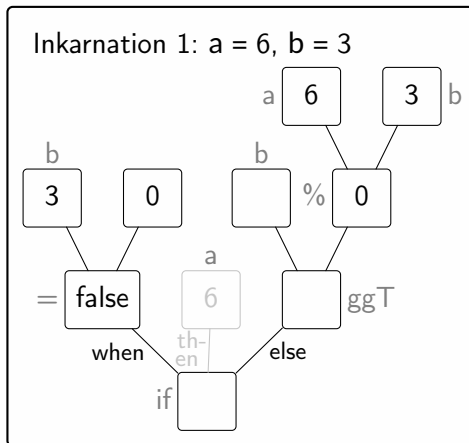 Inkarnation 1: a = 6, b = 3
a 6 3 b
b b
3 0 % 0
a
= false 6 ggT
when th-
en else
if